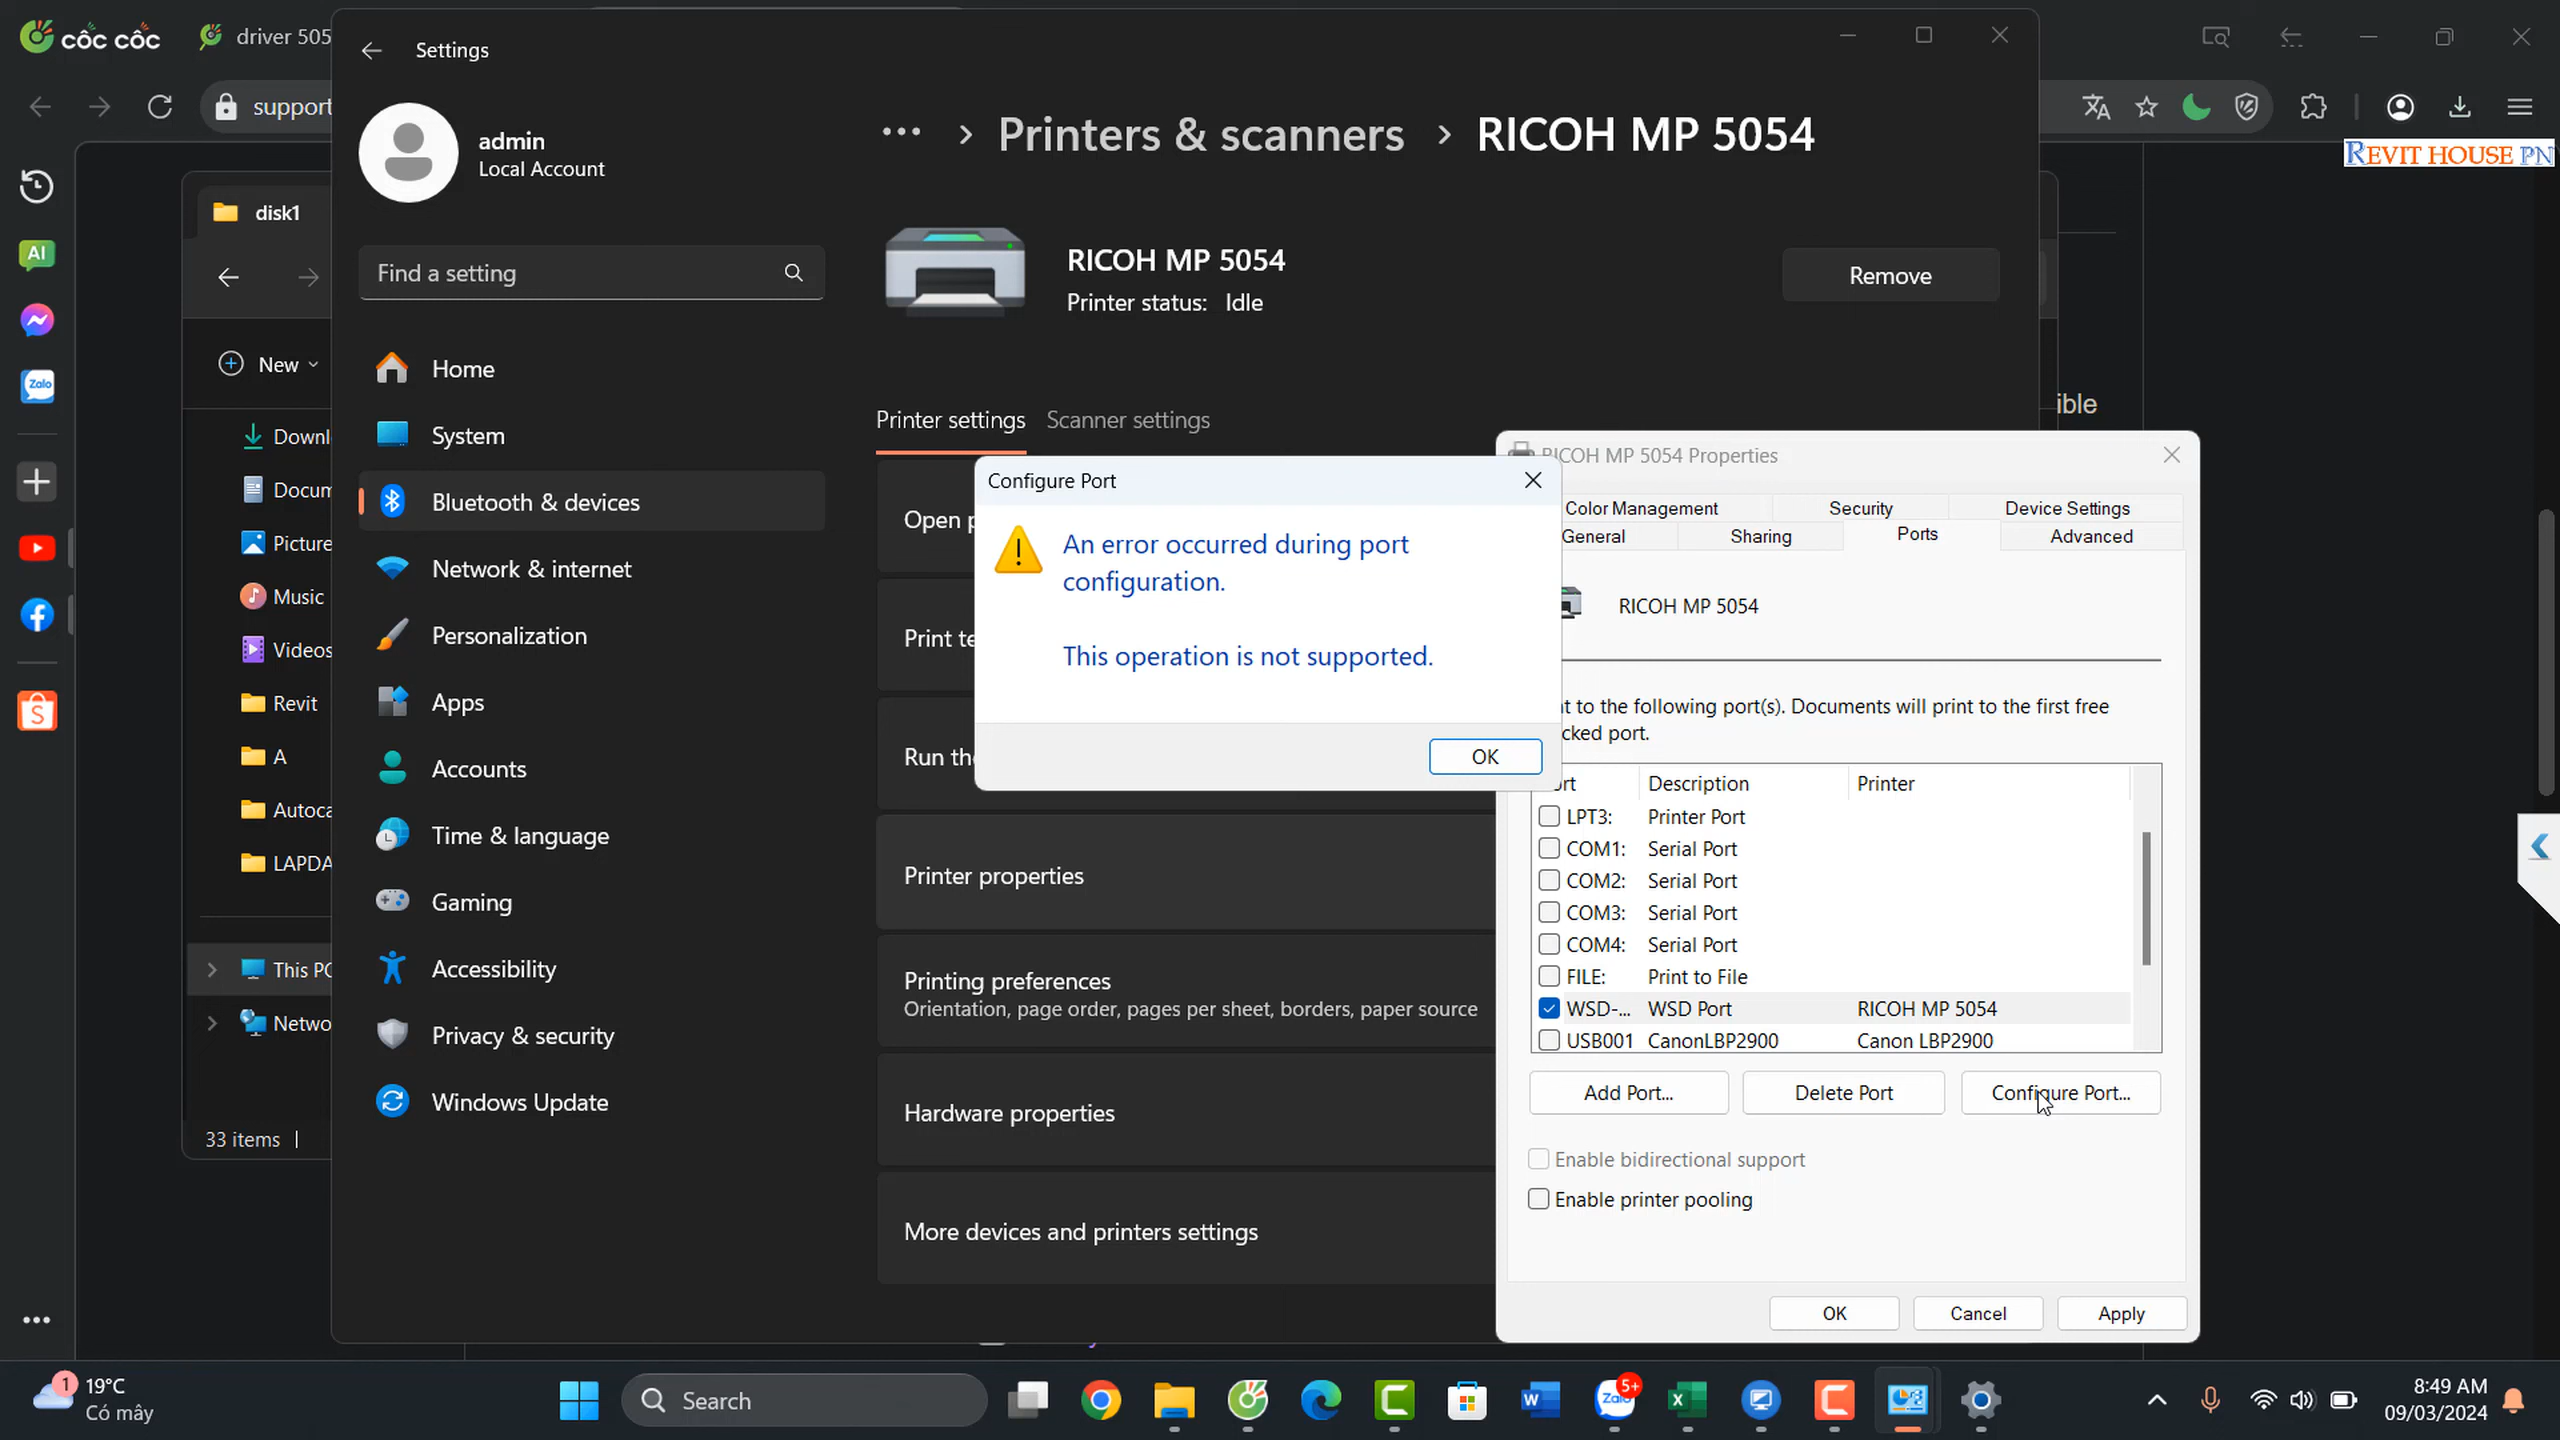 cốc cốc
driver 505
Settings
support
REVIT HOUSE PN
admin
Local Account
Find a setting
Home
System
Bluetooth & devices
Network & internet
Personalization
Apps
Accounts
Time & language
Gaming
Accessibility
Privacy & security
Windows Update
disk1
New
Downl
Docum
Picture
Music
Videos
Revit
A
Autoca
LAPDA
This PC
Netwo
33 items
AI
Zalo
... > Printers & scanners > RICOH MP 5054
RICOH MP 5054
Printer status: Idle
Remove
Printer settings Scanner settings
Open p
Print te
Run the
Printer properties
Printing preferences
Orientation, page order, pages per sheet, borders, paper source
Hardware properties
More devices and printers settings
ible
Configure Port
An error occurred during port
configuration.
This operation is not supported.
OK
RICOH MP 5054 Properties
Color Management Security Device Settings
General Sharing Ports Advanced
RICOH MP 5054
t to the following port(s). Documents will print to the first free
cked port.
ort Description Printer
LPT3: Printer Port
COM1: Serial Port
COM2: Serial Port
COM3: Serial Port
COM4: Serial Port
FILE: Print to File
WSD-... WSD Port RICOH MP 5054
USB001 CanonLBP2900 Canon LBP2900
Add Port... Delete Port Configure Port...
Enable bidirectional support
Enable printer pooling
OK Cancel Apply
1
19°C
Có mây
Search
Zalo
5+
8:49 AM
09/03/2024